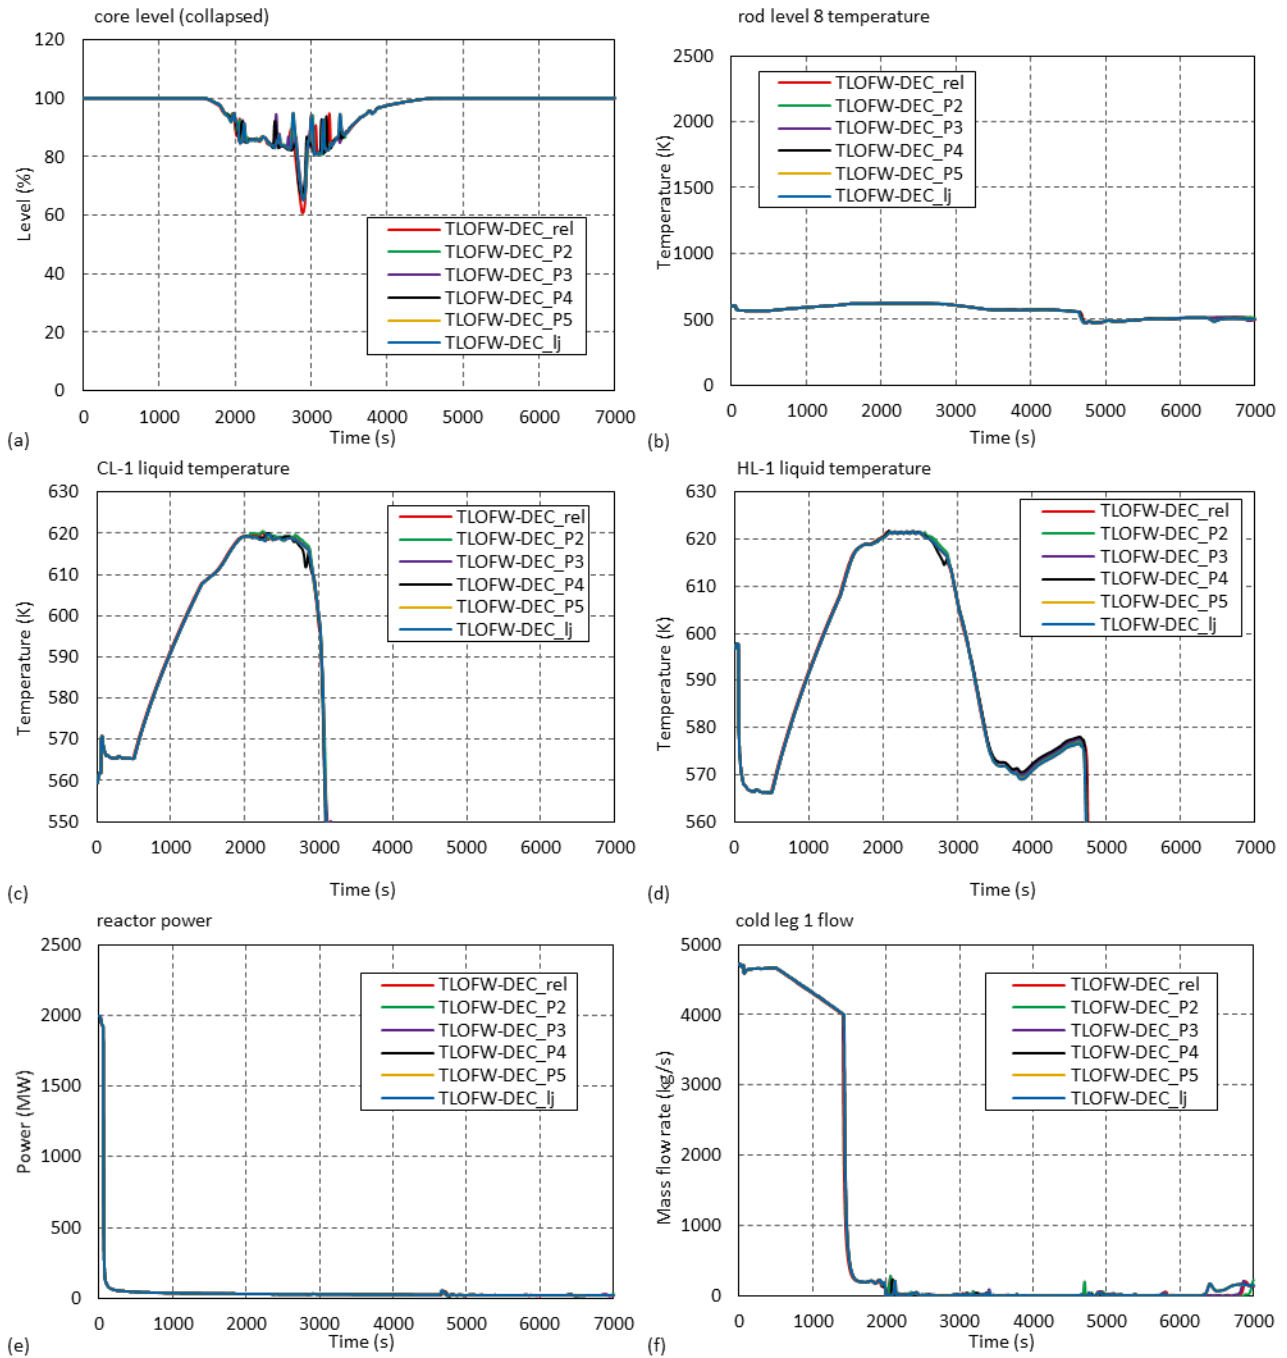 core level (collapsed)
120
100
80
60
40
20
0
Level (%)
TLOFW-DEC_rel
TLOFW-DEC_P2
TLOFW-DEC_P3
TLOFW-DEC_P4
TLOFW-DEC_P5
TLOFW-DEC_lj
0 1000 2000 3000 4000 5000 6000 7000
Time (s)
(a)
rod level 8 temperature
2500
2000
1500
1000
500
0
Temperature (K)
TLOFW-DEC_rel
TLOFW-DEC_P2
TLOFW-DEC_P3
TLOFW-DEC_P4
TLOFW-DEC_P5
TLOFW-DEC_lj
0 1000 2000 3000 4000 5000 6000 7000
Time (s)
(b)
CL-1 liquid temperature
630
620
610
600
590
580
570
560
550
Temperature (K)
TLOFW-DEC_rel
TLOFW-DEC_P2
TLOFW-DEC_P3
TLOFW-DEC_P4
TLOFW-DEC_P5
TLOFW-DEC_lj
0 1000 2000 3000 4000 5000 6000 7000
Time (s)
(c)
HL-1 liquid temperature
630
620
610
600
590
580
570
560
Temperature (K)
TLOFW-DEC_rel
TLOFW-DEC_P2
TLOFW-DEC_P3
TLOFW-DEC_P4
TLOFW-DEC_P5
TLOFW-DEC_lj
0 1000 2000 3000 4000 5000 6000 7000
Time (s)
(d)
reactor power
2500
2000
1500
1000
500
0
Power (MW)
TLOFW-DEC_rel
TLOFW-DEC_P2
TLOFW-DEC_P3
TLOFW-DEC_P4
TLOFW-DEC_P5
TLOFW-DEC_lj
0 1000 2000 3000 4000 5000 6000 7000
Time (s)
(e)
cold leg 1 flow
5000
4000
3000
2000
1000
0
Mass flow rate (kg/s)
TLOFW-DEC_rel
TLOFW-DEC_P2
TLOFW-DEC_P3
TLOFW-DEC_P4
TLOFW-DEC_P5
TLOFW-DEC_lj
0 1000 2000 3000 4000 5000 6000 7000
Time (s)
(f)